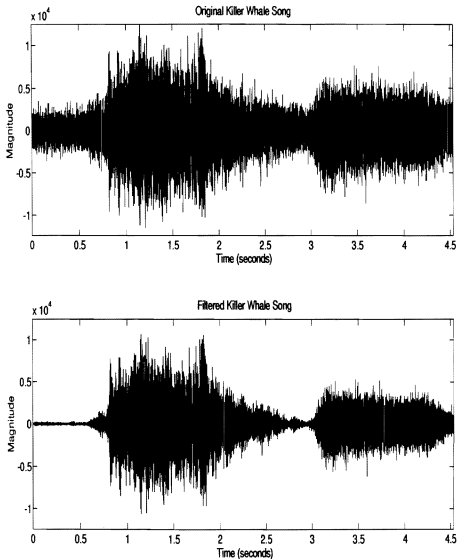 Original Killer Whale Song
x 10^4
1
0.5
0
-0.5
-1
Magnitude
0 0.5 1 1.5 2 2.5 3 3.5 4 4.5
Time (seconds)
Filtered Killer Whale Song
x 10^4
1
0.5
0
-0.5
-1
Magnitude
0 0.5 1 1.5 2 2.5 3 3.5 4 4.5
Time (seconds)